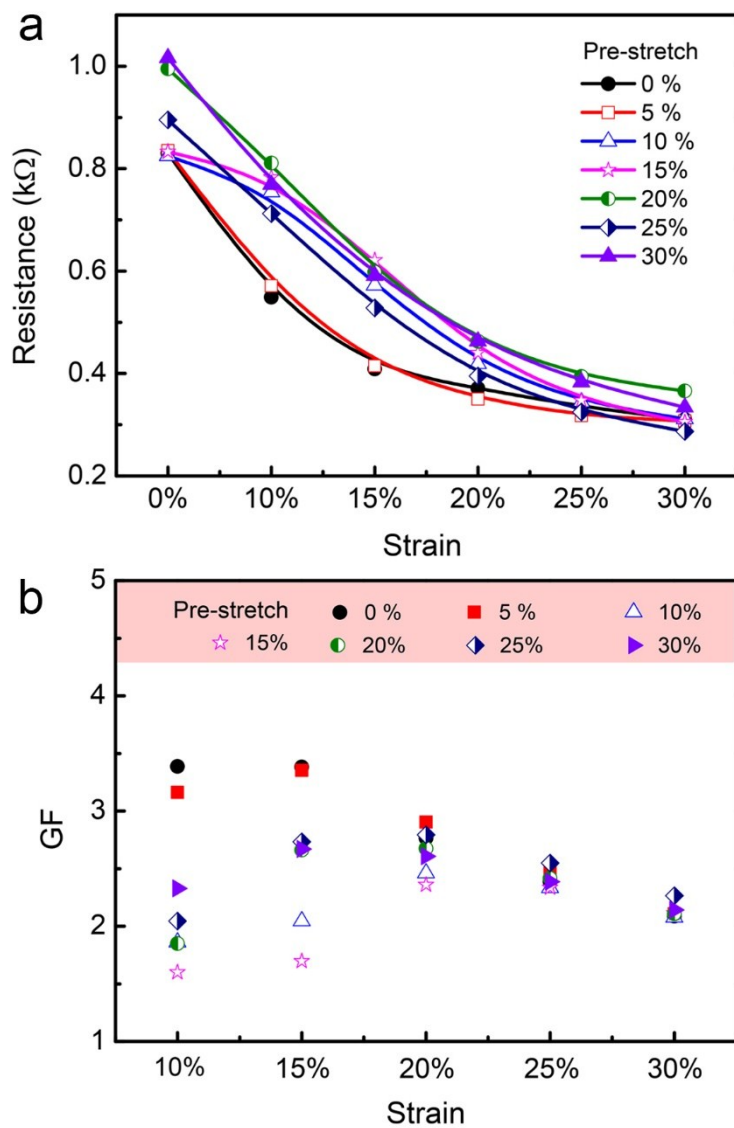 a
Pre-stretch
0 %
5 %
10 %
15%
20%
25%
30%
1.0
0.8
0.6
0.4
0.2
Resistance (kΩ)
0% 10% 15% 20% 25% 30%
Strain
b
Pre-stretch 0 % 5 % 10%
15% 20% 25% 30%
5
4
3
2
1
GF
10% 15% 20% 25% 30%
Strain